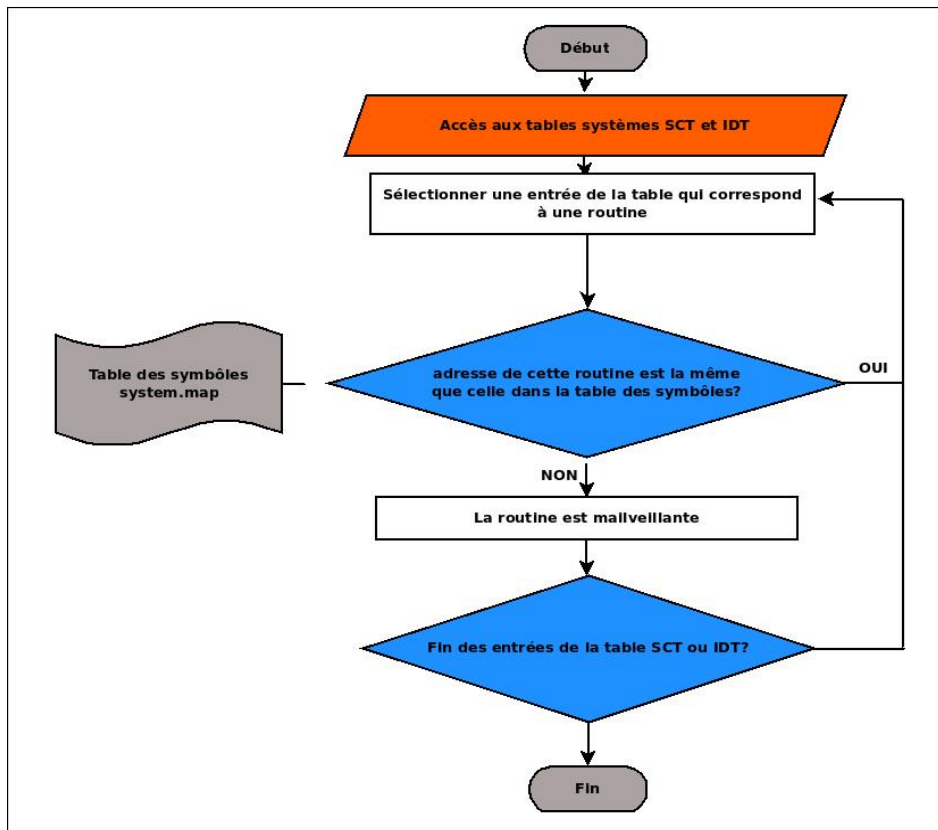 Début
Accès aux tables systèmes SCT et IDT
Sélectionner une entrée de la table qui correspond
à une routine
adresse de cette routine est la même
que celle dans la table des symbôles?
OUI
Table des symbôles
system.map
NON
La routine est mailveillante
Fin des entrées de la table SCT ou IDT?
Fin